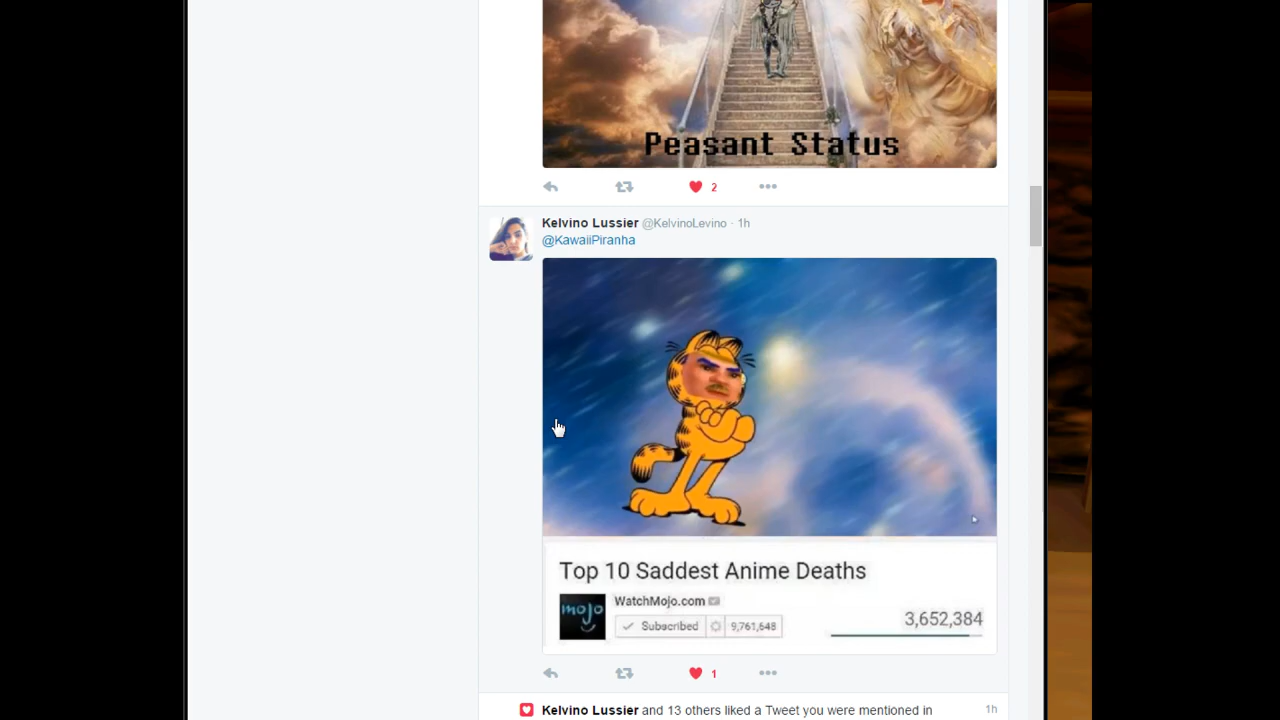 Peasant Status
2
Kelvino Lussier @KelvinoLevino · 1h
@KawaiiPiranha
Top 10 Saddest Anime Deaths
mojo
WatchMojo.com
Subscribed 9,761,648
3,652,384
1
Kelvino Lussier and 13 others liked a Tweet you were mentioned in 1h